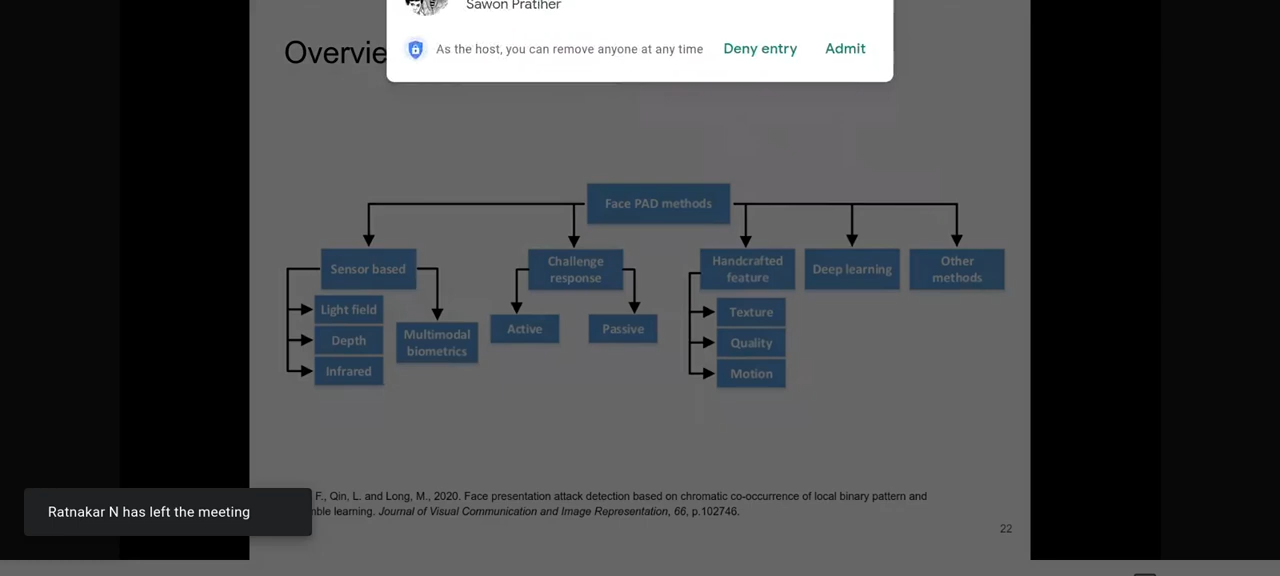 Sawon Pratiher
As the host, you can remove anyone at any time
Deny entry
Admit
Overvie
Face PAD methods
Sensor based
Challenge
response
Handcrafted
feature
Deep learning
Other
methods
Light field
Depth
Infrared
Multimodal
biometrics
Active
Passive
Texture
Quality
Motion
F., Qin, L. and Long, M., 2020. Face presentation attack detection based on chromatic co-occurrence of local binary pattern and
mble learning. Journal of Visual Communication and Image Representation, 66, p.102746.
22
Ratnakar N has left the meeting